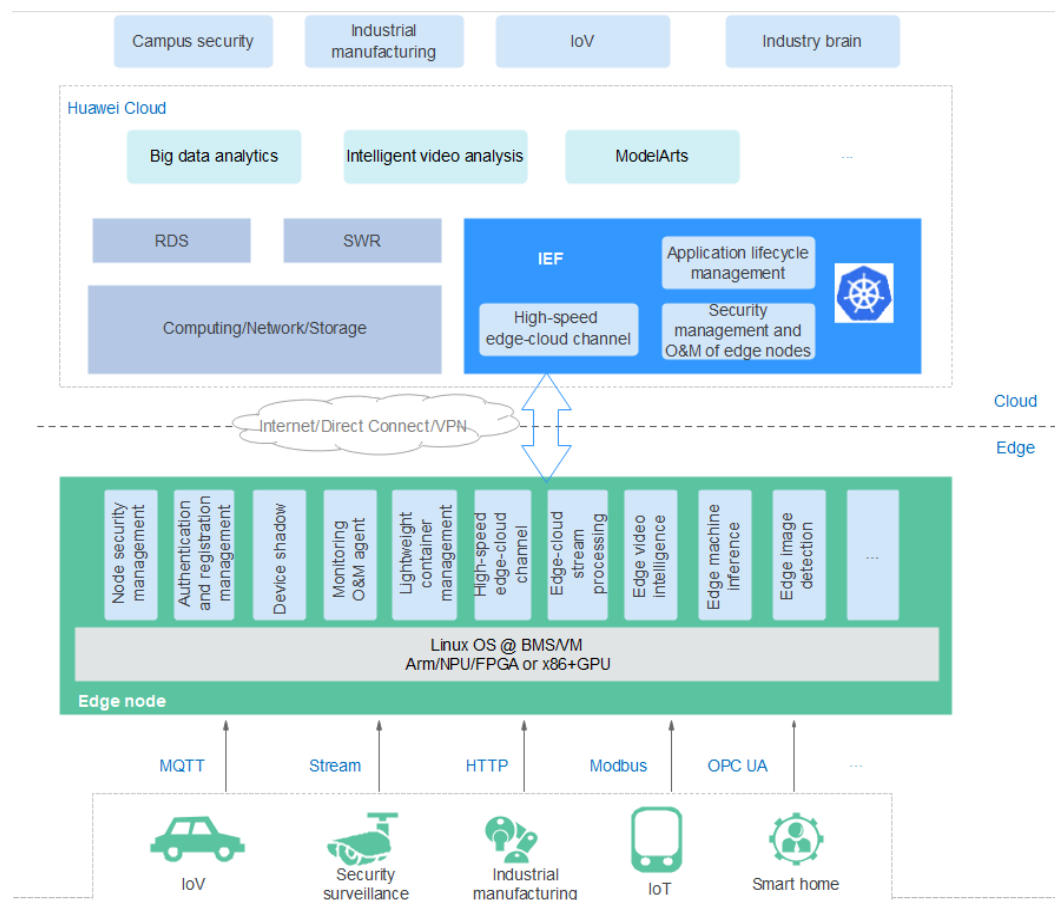 Campus security
Industrial
manufacturing
IoV
Industry brain
Huawei Cloud
Big data analytics
Intelligent video analysis
ModelArts
...
RDS
SWR
IEF
Application lifecycle
management
Computing/Network/Storage
High-speed
edge-cloud channel
Security
management and
O&M of edge nodes
Cloud
Internet/Direct Connect/VPN
Edge
Node security
management
Authentication
and registration
management
Device shadow
Monitoring
O&M agent
Lightweight
container
management
High-speed
edge-cloud
channel
Edge-cloud
stream
processing
Edge video
intelligence
Edge machine
inference
Edge image
detection
...
Linux OS @ BMS/VM
Arm/NPU/FPGA or x86+GPU
Edge node
MQTT
Stream
HTTP
Modbus
OPC UA
...
IoV
Security
surveillance
Industrial
manufacturing
IoT
Smart home